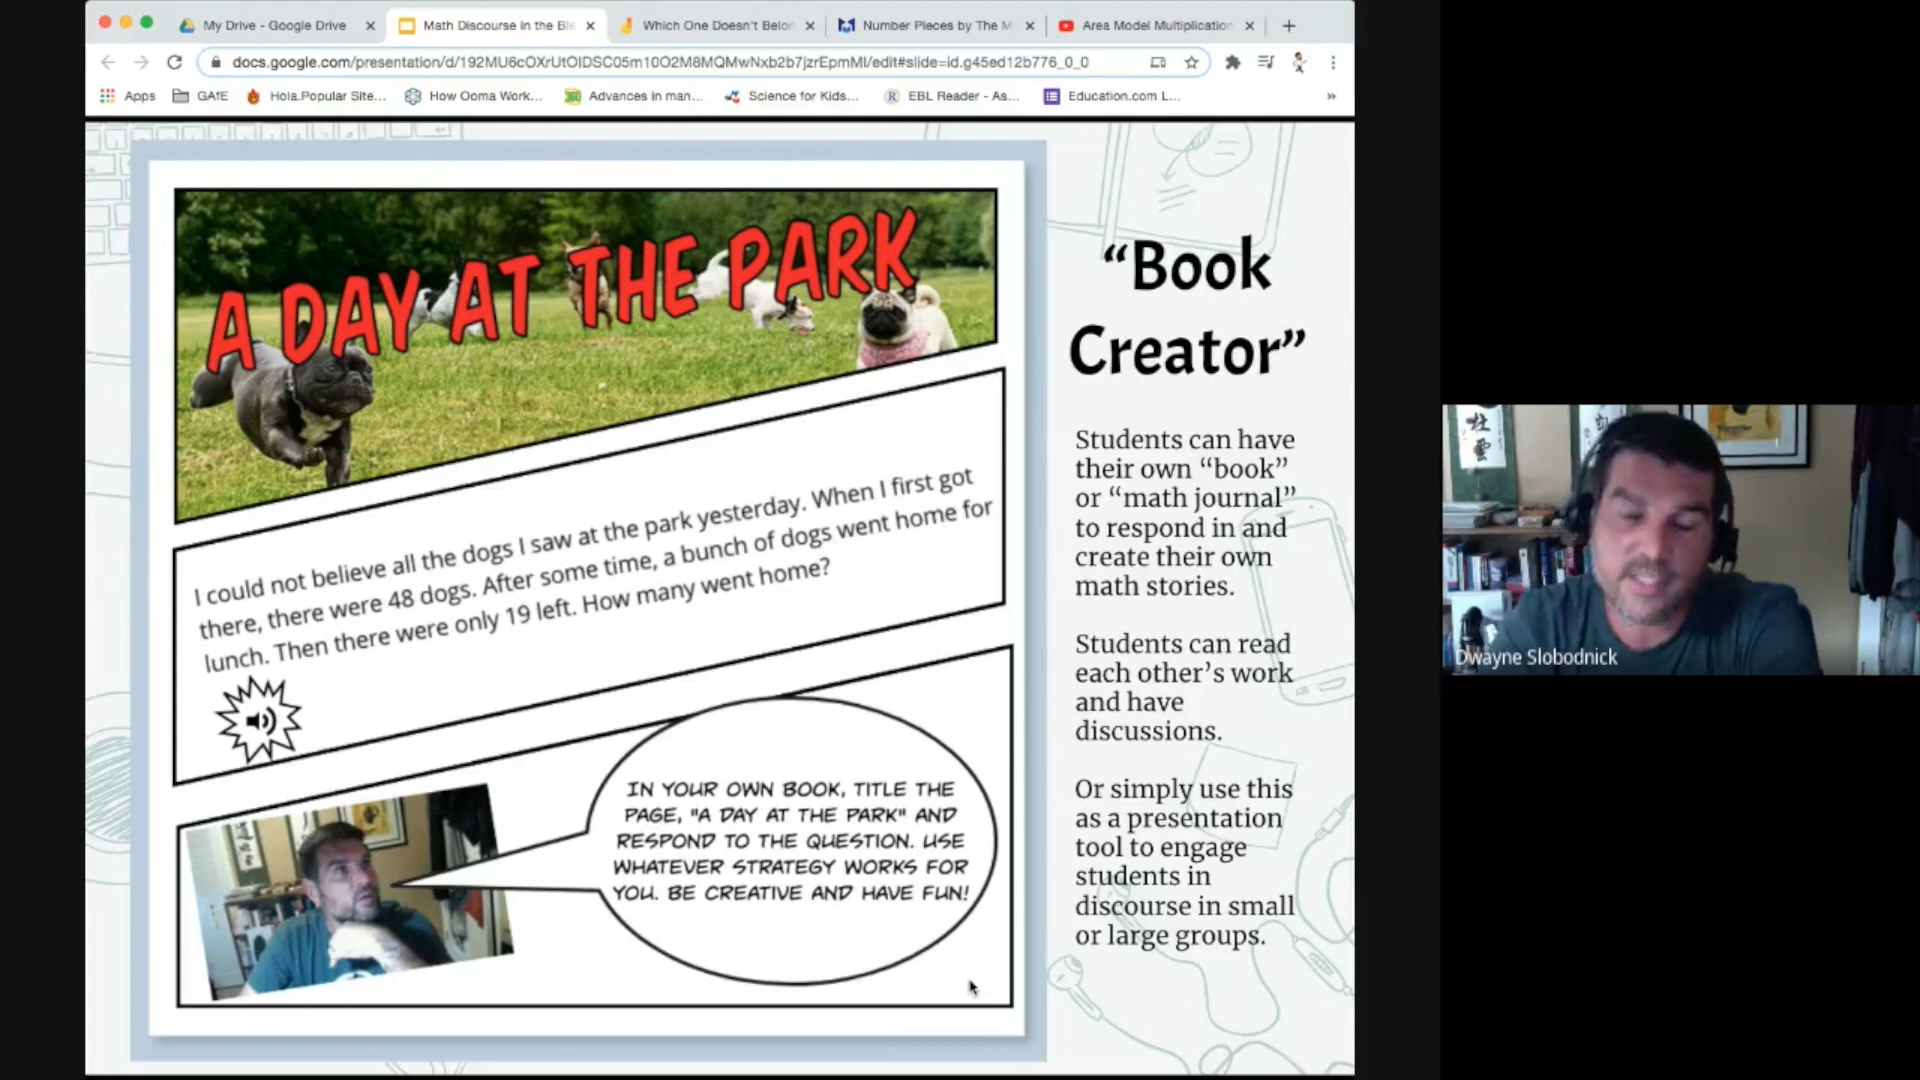 My Drive - Google Drive
Math Discourse in the Ble
Which One Doesn't Belon
Number Pieces by The M
Area Model Multiplication
docs.google.com/presentation/d/192MU6cOXrUtOIDSC05m10O2M8MQMwNxb2b7jzrEpmMI/edit#slide=id.g45ed12b776_0_0
Apps
GAfE
Hola.Popular Site...
How Ooma Work...
Advances in man...
Science for Kids...
EBL Reader - As...
Education.com L...
»
A DAY AT THE PARK
I could not believe all the dogs I saw at the park yesterday. When I first got
there, there were 48 dogs. After some time, a bunch of dogs went home for
lunch. Then there were only 19 left. How many went home?
IN YOUR OWN BOOK, TITLE THE
PAGE, "A DAY AT THE PARK" AND
RESPOND TO THE QUESTION. USE
WHATEVER STRATEGY WORKS FOR
YOU. BE CREATIVE AND HAVE FUN!
“Book
Creator”
Students can have
their own “book”
or “math journal”
to respond in and
create their own
math stories.
Students can read
each other’s work
and have
discussions.
Or simply use this
as a presentation
tool to engage
students in
discourse in small
or large groups.
Dwayne Slobodnick